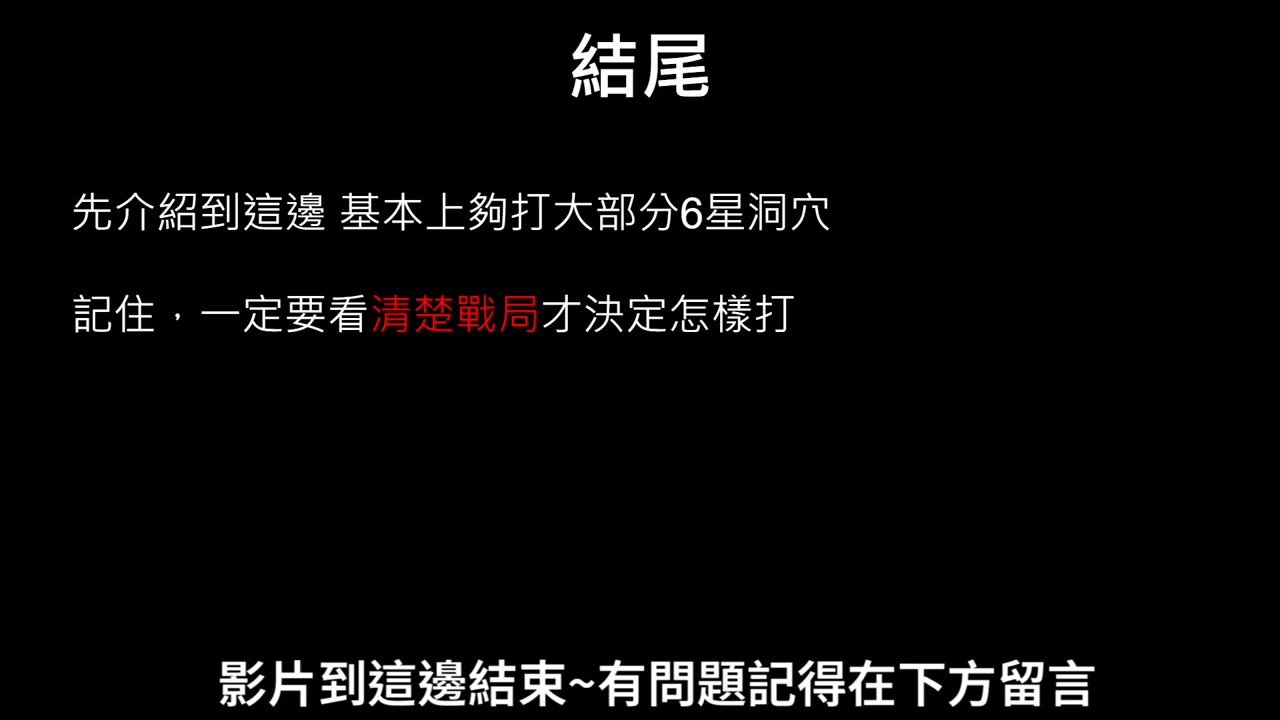 結尾
先介紹到這邊 基本上夠打大部分6星洞穴
記住，一定要看清楚戰局才決定怎樣打
影片到這邊結束~有問題記得在下方留言